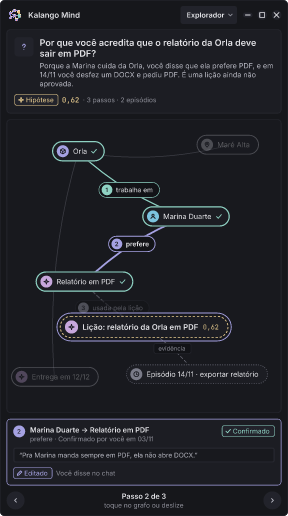 Kalango Mind
Explorador
?
Por que você acredita que o relatório da Orla deve
sair em PDF?
Porque a Marina cuida da Orla, você disse que ela prefere PDF, e em
14/11 você desfez um DOCX e pediu PDF. É uma lição ainda não
aprovada.
Hipótese 0,62 · 3 passos · 2 episódios
Orla
Maré Alta
1 trabalha em
Marina Duarte
2 prefere
Relatório em PDF
3 usada pela lição
Lição: relatório da Orla em PDF 0,62
evidência
Entrega em 12/12
Episódio 14/11 · exportar relatório
2 Marina Duarte → Relatório em PDF
Confirmado
prefere · Confirmado por você em 03/11
"Pra Marina manda sempre em PDF, ela não abre DOCX."
Editado Você disse no chat
Passo 2 de 3
toque no grafo ou deslize